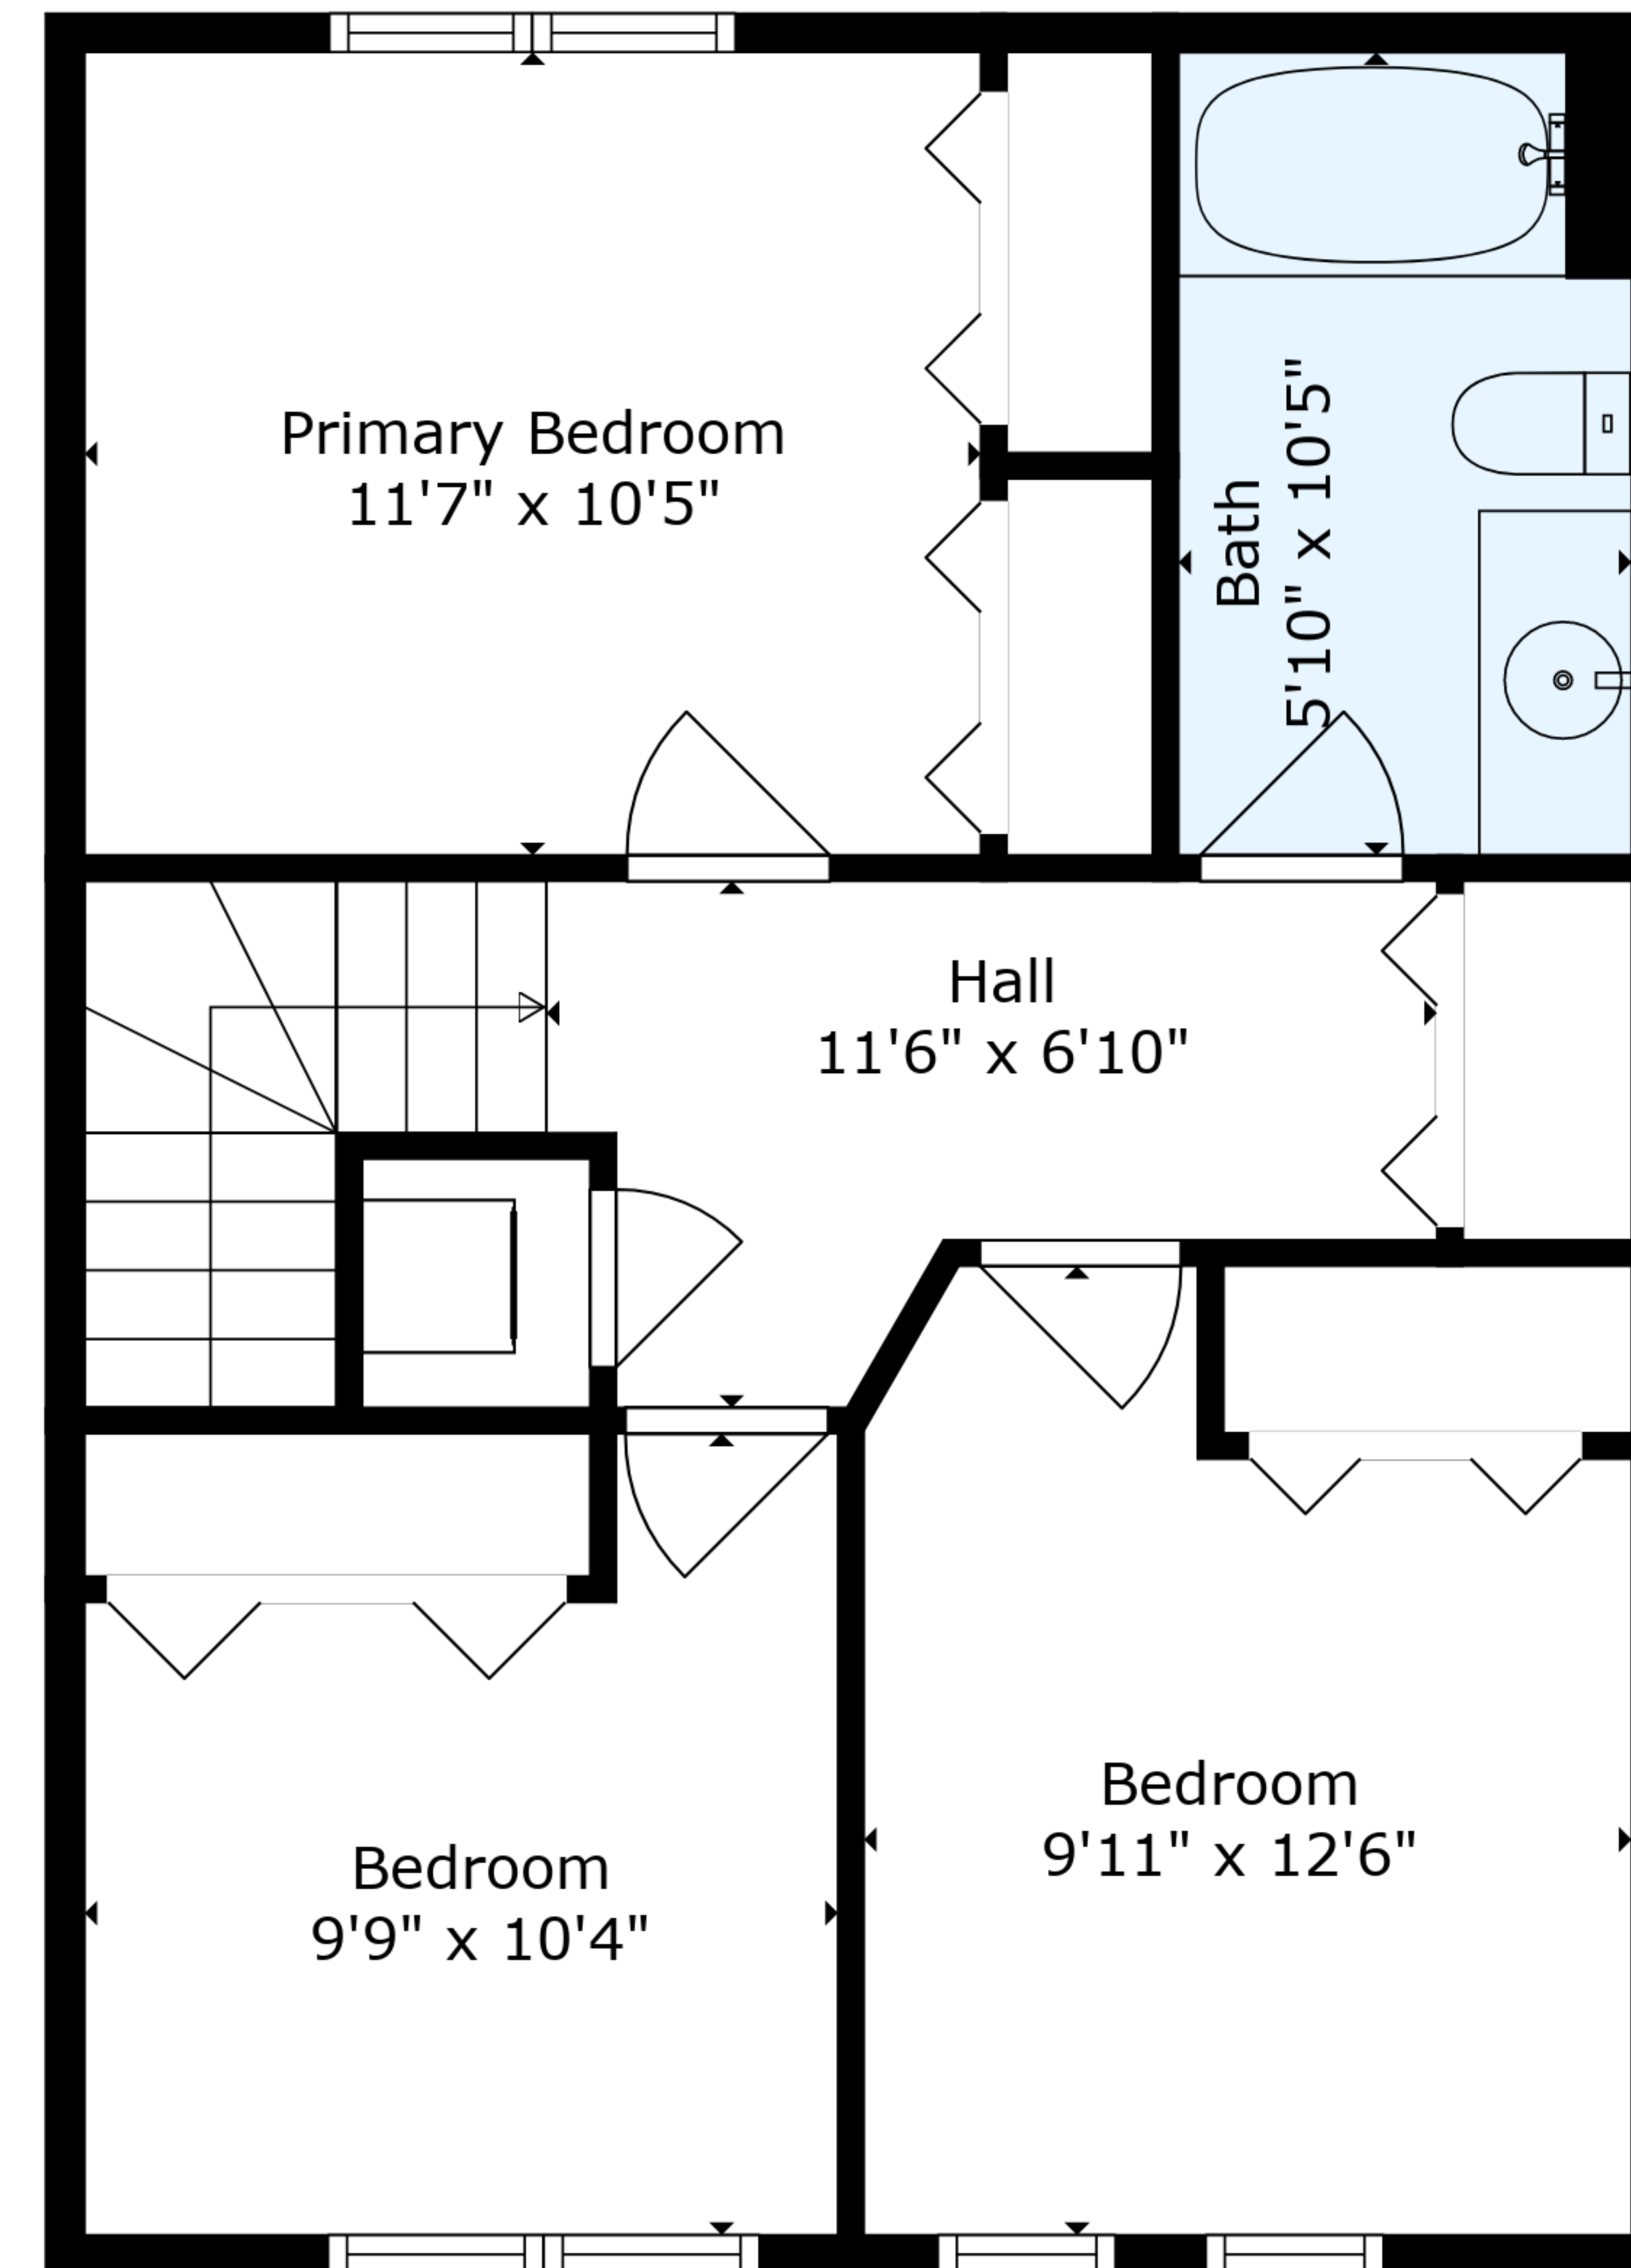 Primary Bedroom
11'7" x 10'5"
Bath
5'10" x 10'5"
Hall
11'6" x 6'10"
Bedroom
9'11" x 12'6"
Bedroom
9'9" x 10'4"